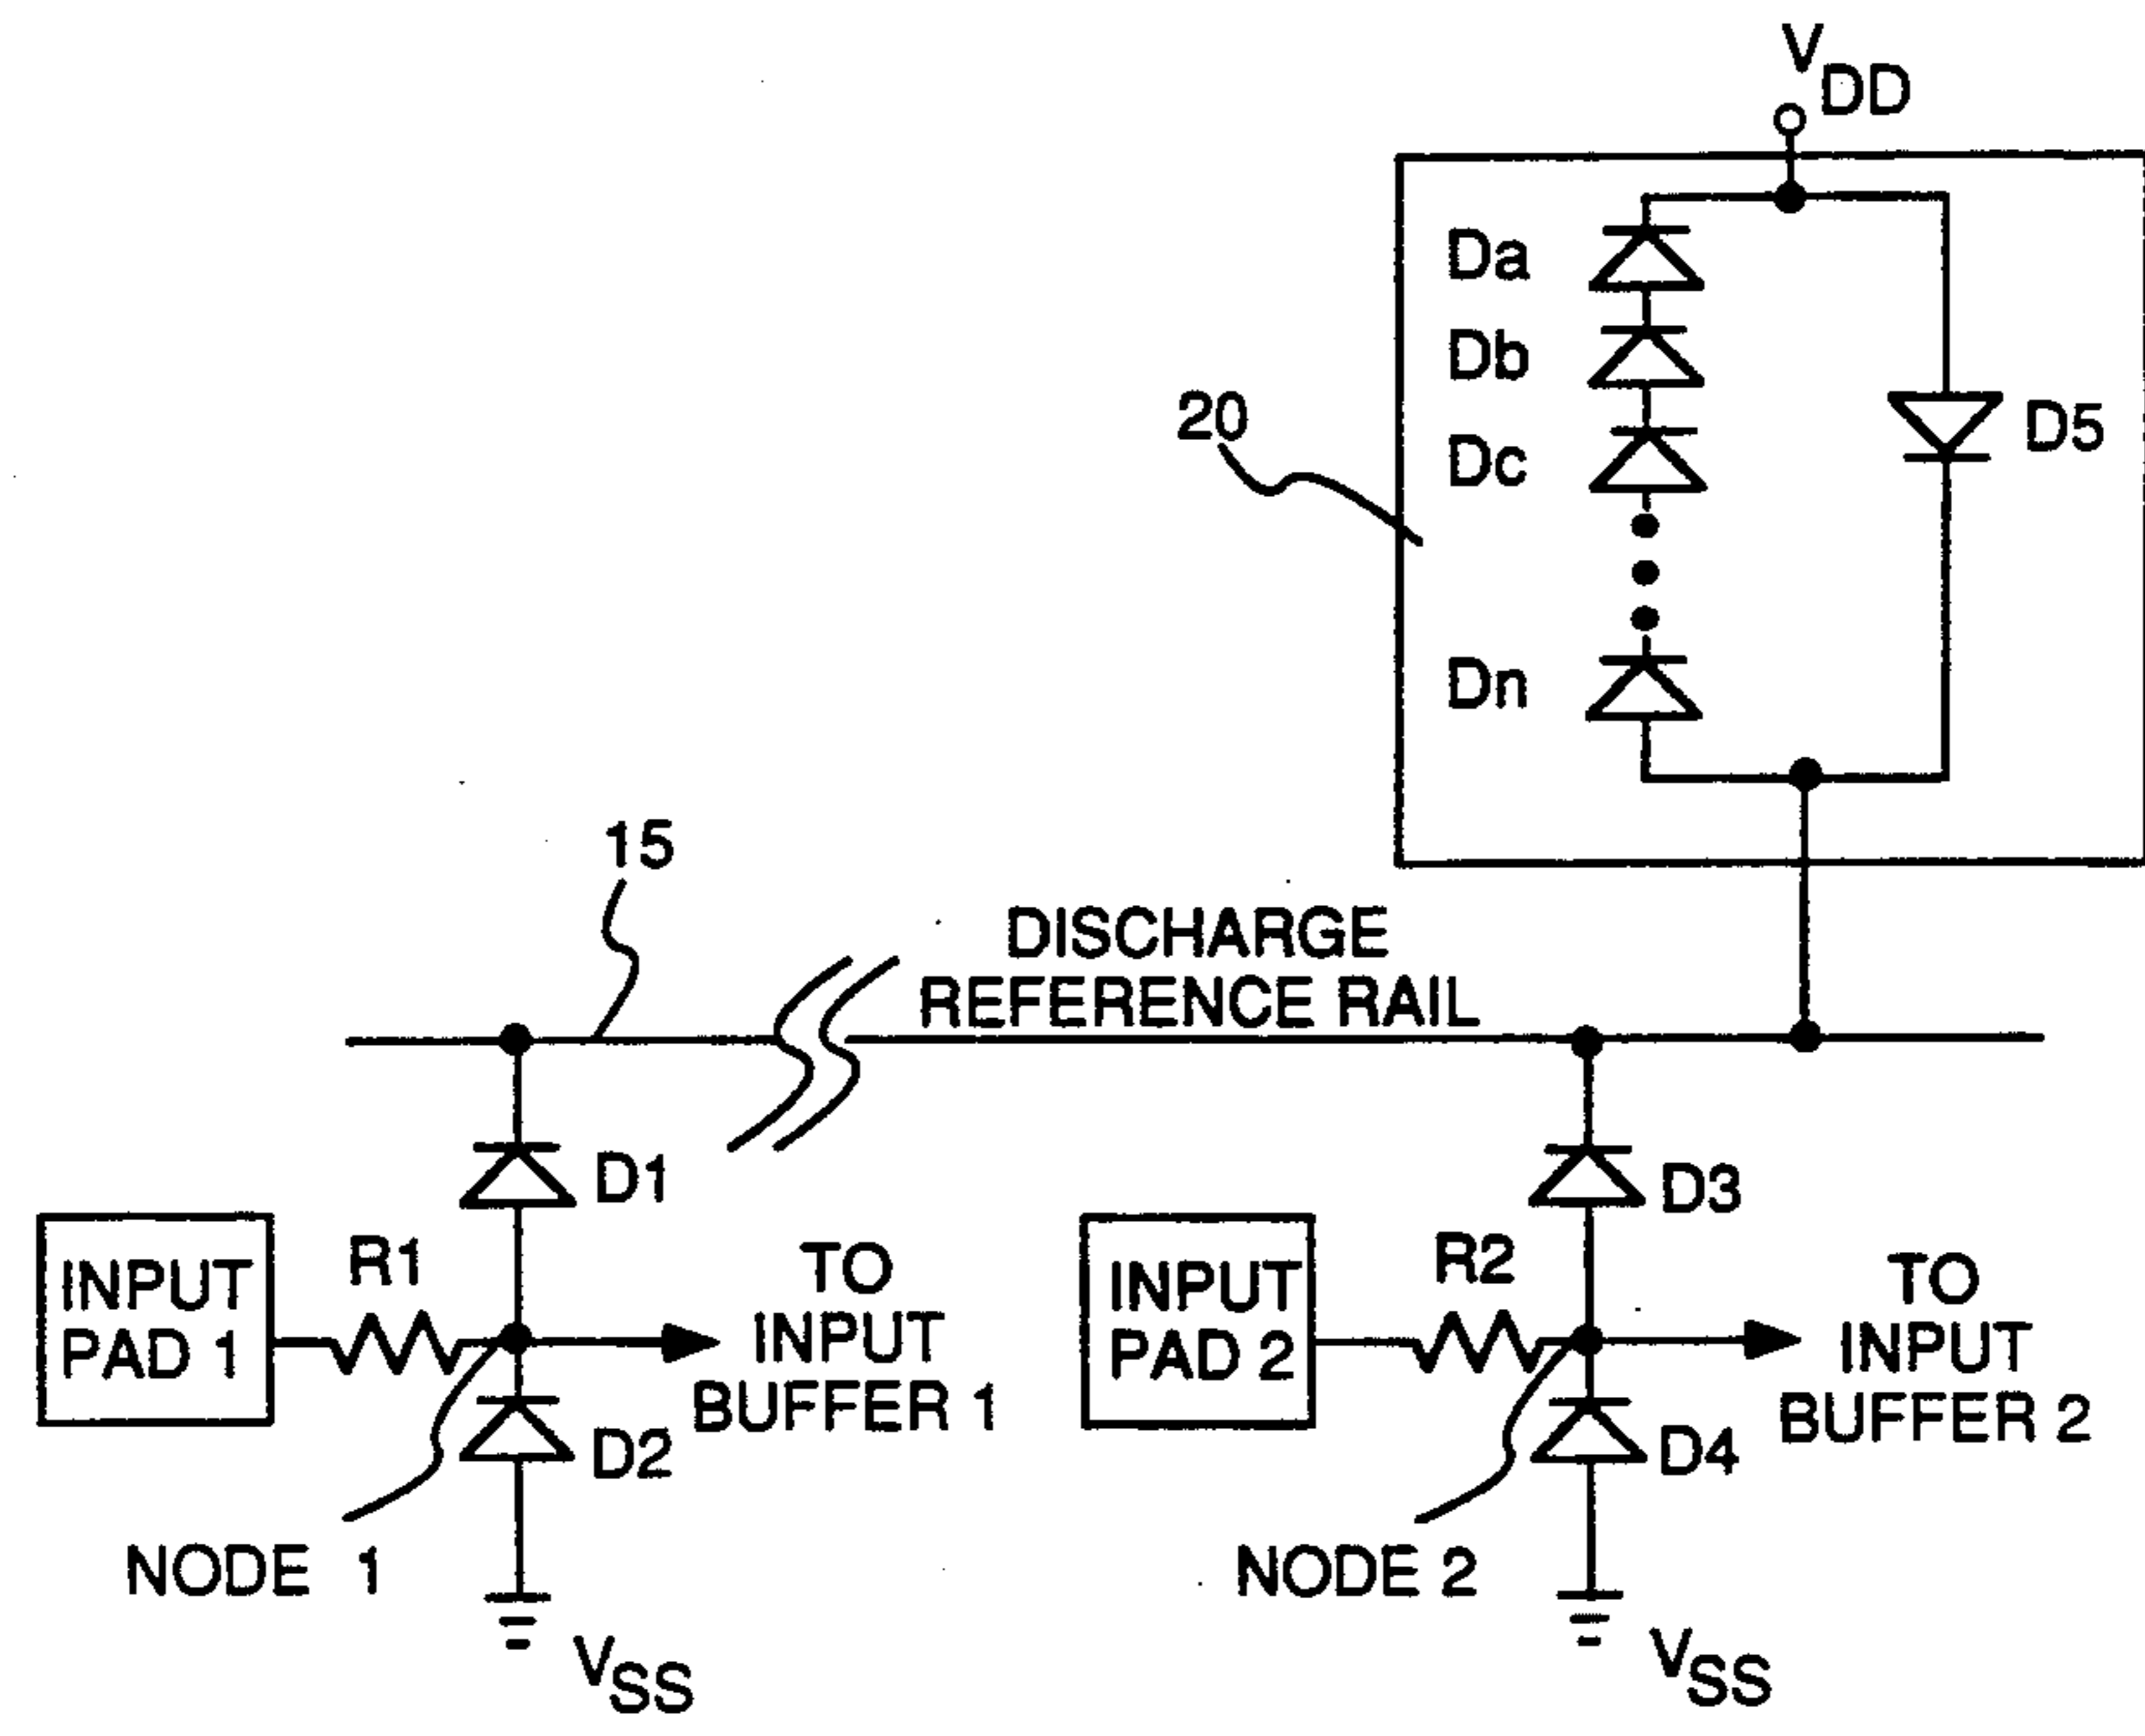 VDD
Da
Db
Dc
Dn
D5
20
15
DISCHARGE
REFERENCE RAIL
D1
D3
INPUT
PAD 1
R1
TO
INPUT
BUFFER 1
D2
NODE 1
VSS
INPUT
PAD 2
R2
TO
INPUT
BUFFER 2
D4
NODE 2
VSS